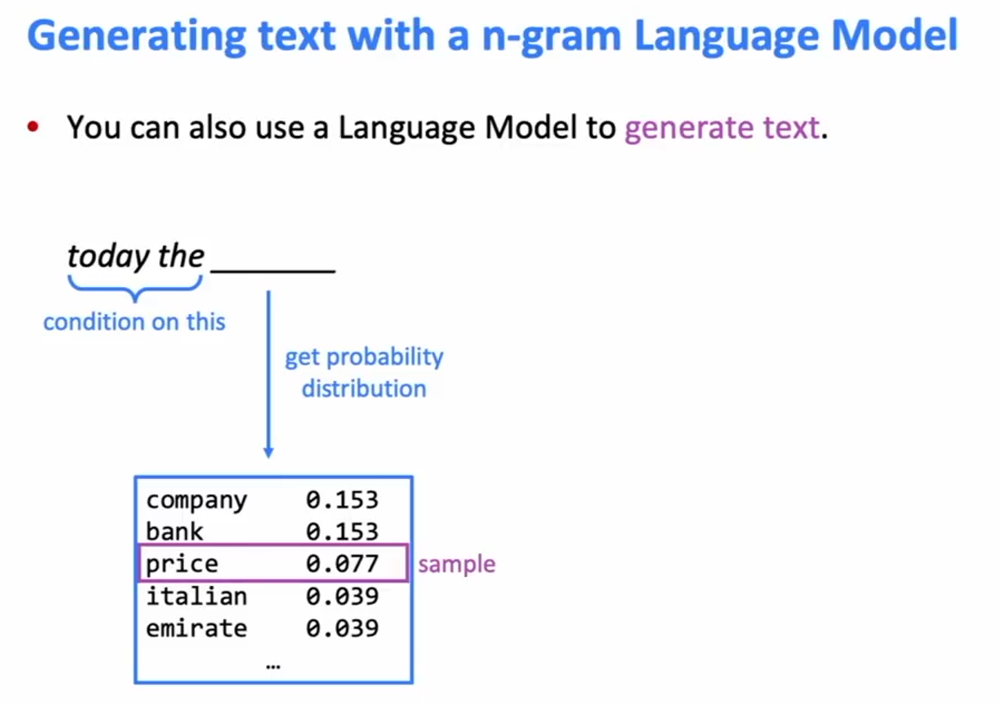 Generating text with a n-gram Language Model
• You can also use a Language Model to generate text.
today the ________
condition on this
get probability
distribution
company 0.153
bank 0.153
price 0.077 sample
italian 0.039
emirate 0.039
...